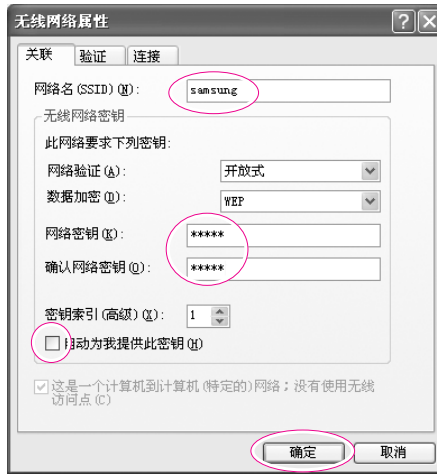 无线网络属性
关联 验证 连接
网络名(SSID)(N): samsung
无线网络密钥
此网络要求下列密钥:
网络验证(A): 开放式
数据加密(D): WEP
网络密钥(K): *****
确认网络密钥(O): *****
密钥索引(高级)(X): 1
自动为我提供此密钥(H)
这是一个计算机到计算机(特定的)网络；没有使用无线
访问点(C)
确定 取消